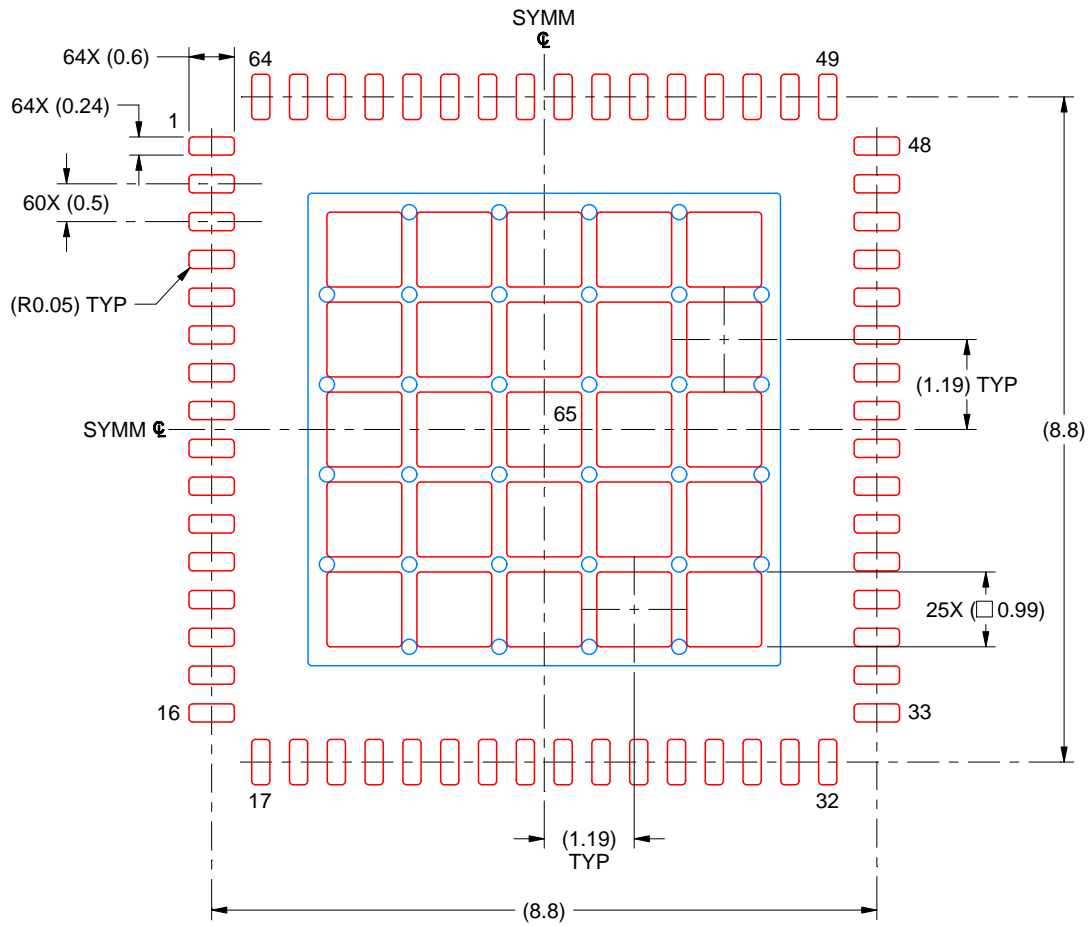 SYMM
℄
64X (0.6)
64
49
64X (0.24)
1
48
60X (0.5)
(R0.05) TYP
(1.19) TYP
65
SYMM ℄
(8.8)
25X (□ 0.99)
16
33
17
32
(1.19)
TYP
(8.8)